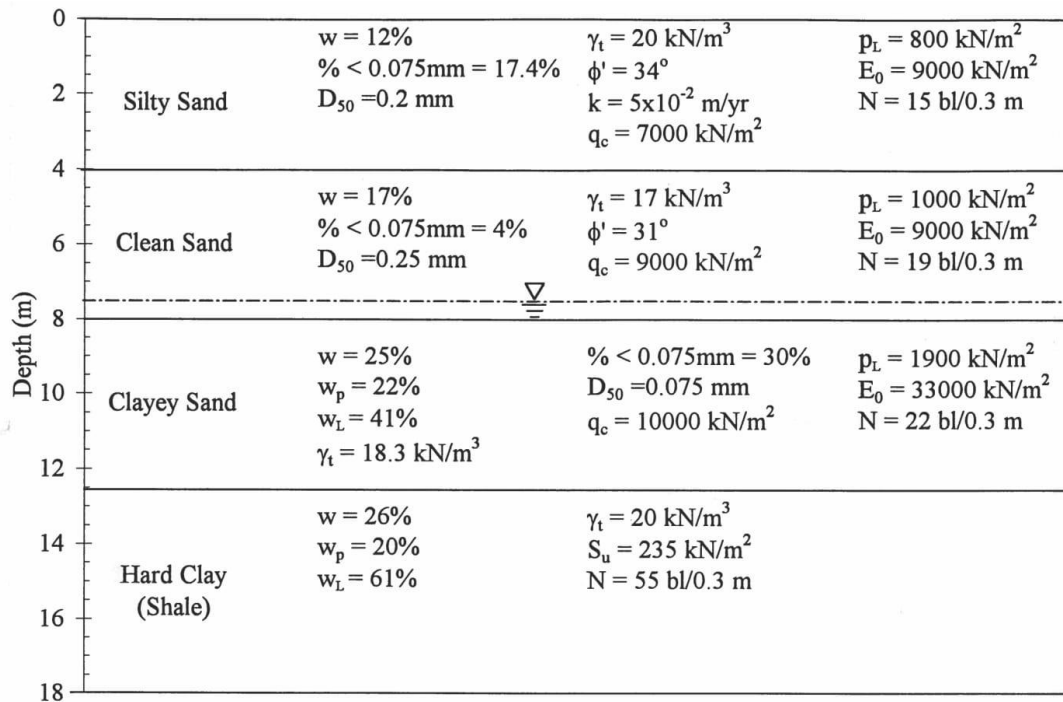 0
w = 12%
γt = 20 kN/m³
pL = 800 kN/m²
% < 0.075mm = 17.4%
ϕ' = 34°
E0 = 9000 kN/m²
2
Silty Sand
D50 =0.2 mm
k = 5x10⁻² m/yr
N = 15 bl/0.3 m
qc = 7000 kN/m²
4
w = 17%
γt = 17 kN/m³
pL = 1000 kN/m²
% < 0.075mm = 4%
ϕ' = 31°
E0 = 9000 kN/m²
6
Clean Sand
D50 =0.25 mm
qc = 9000 kN/m²
N = 19 bl/0.3 m
8
Depth (m)
w = 25%
% < 0.075mm = 30%
pL = 1900 kN/m²
10
Clayey Sand
wp = 22%
D50 =0.075 mm
E0 = 33000 kN/m²
wL = 41%
qc = 10000 kN/m²
N = 22 bl/0.3 m
γt = 18.3 kN/m³
12
w = 26%
γt = 20 kN/m³
14
wp = 20%
Su = 235 kN/m²
Hard Clay
wL = 61%
N = 55 bl/0.3 m
(Shale)
16
18